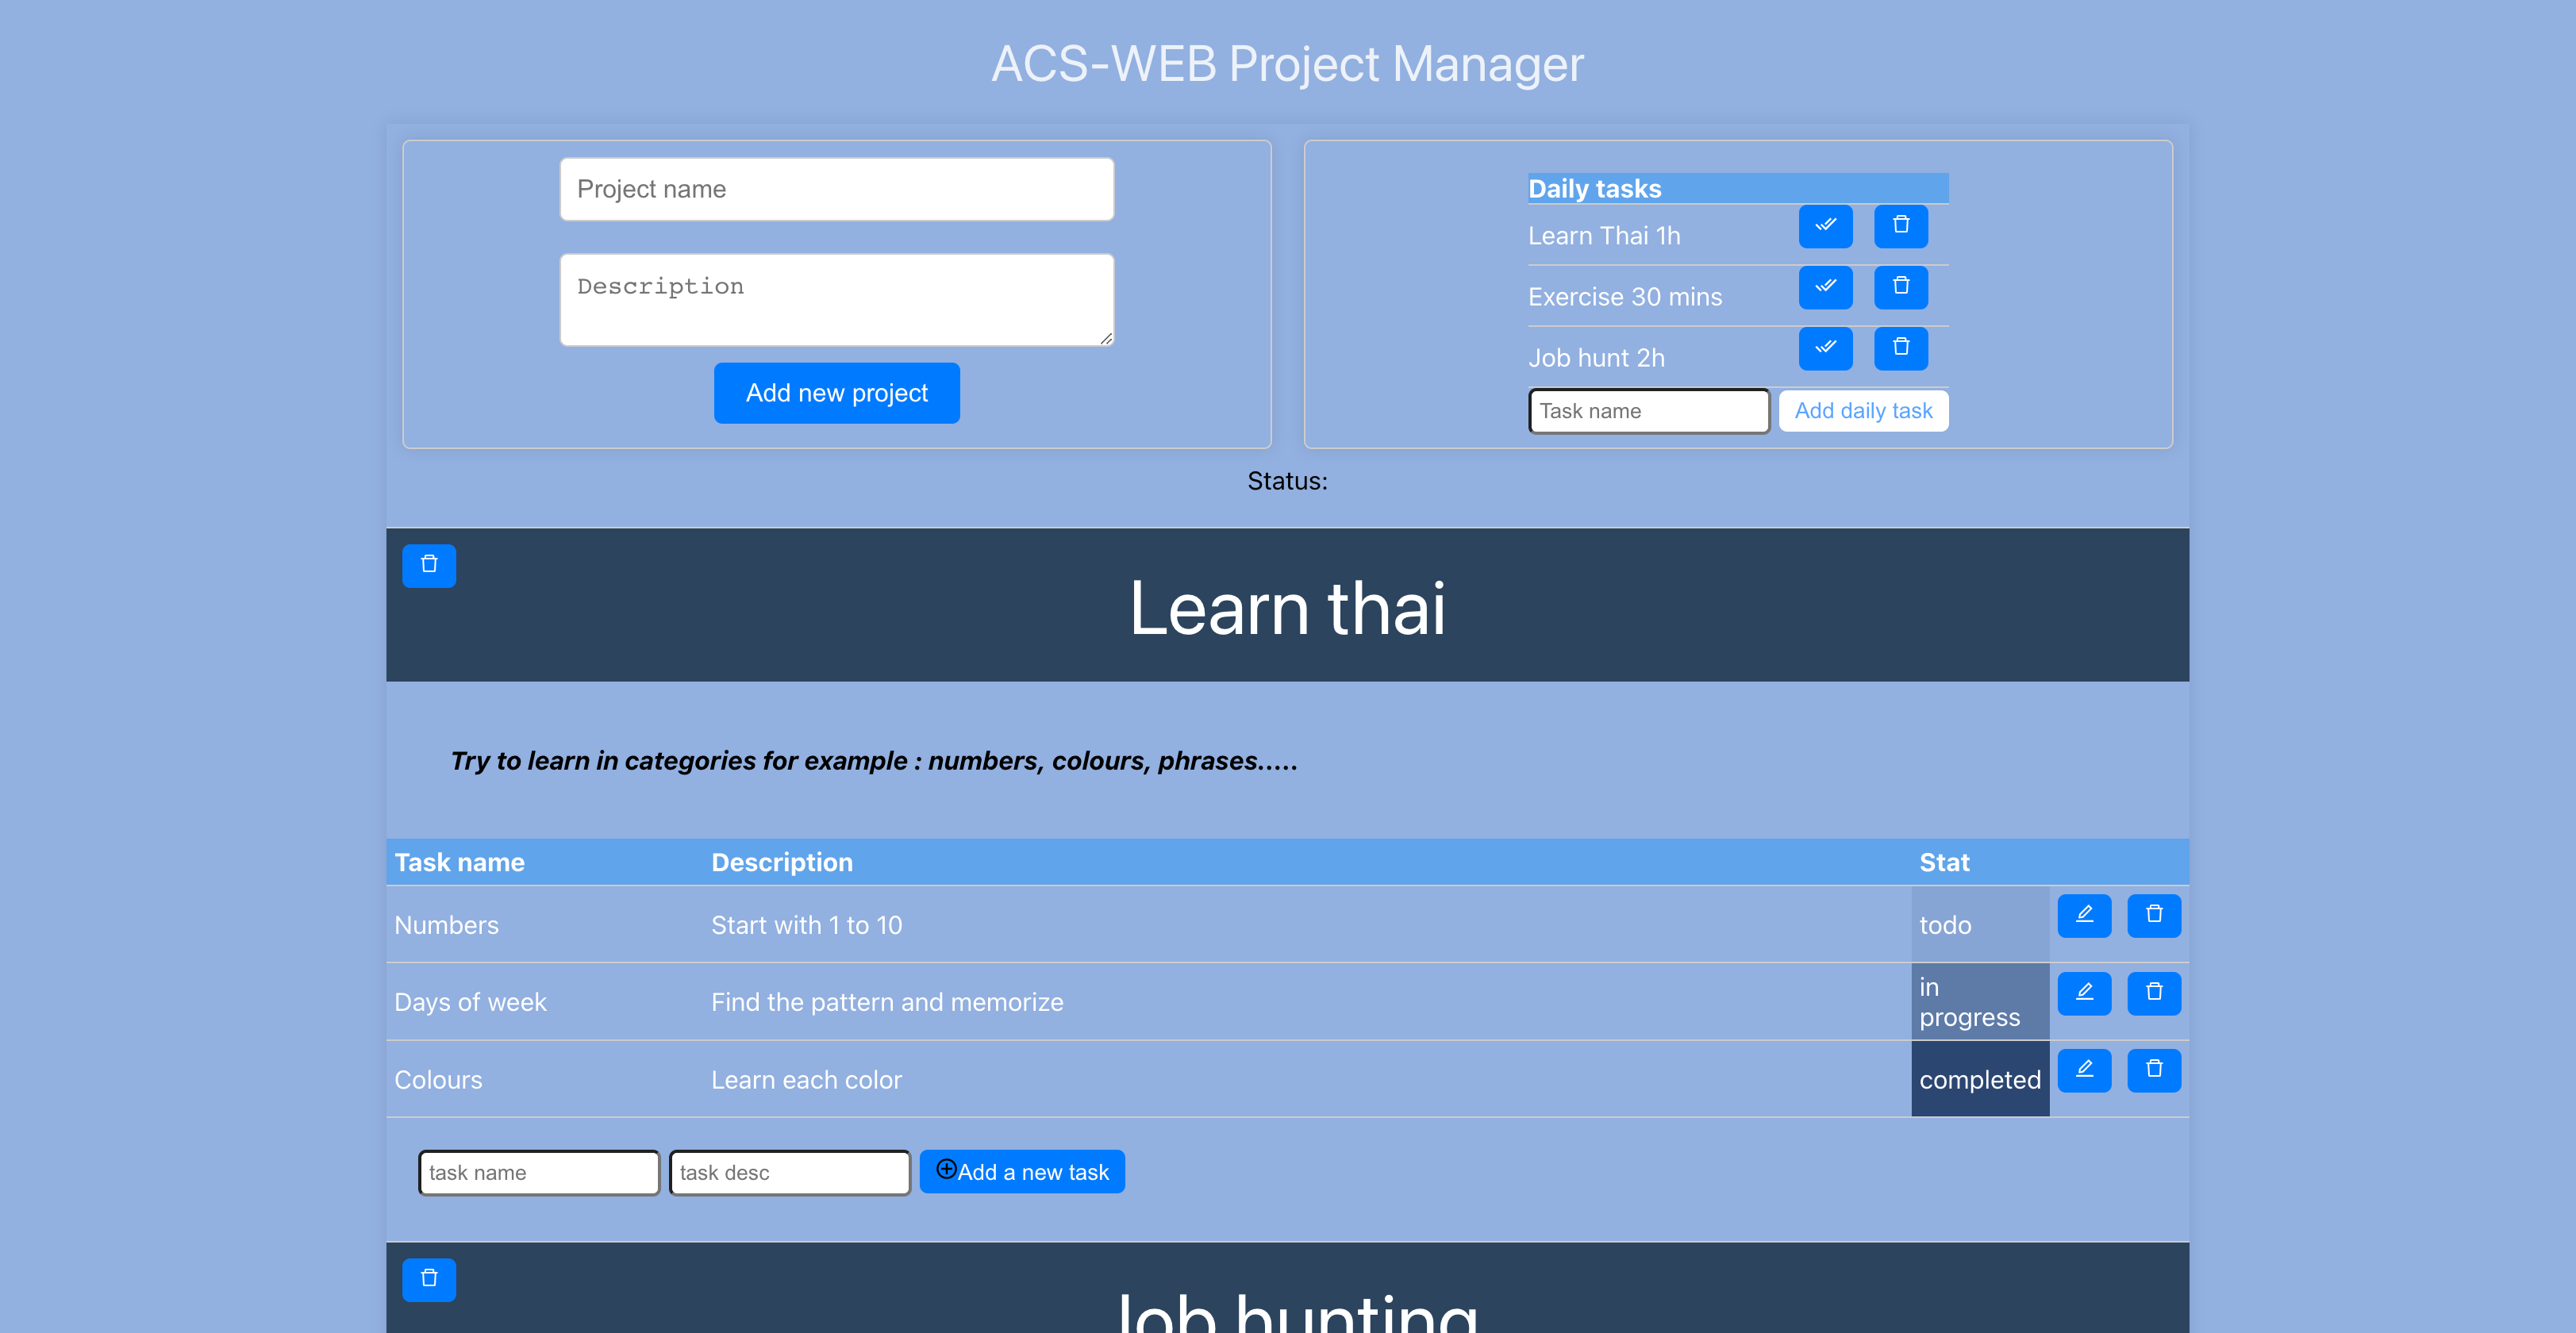 ACS-WEB Project Manager
Project name
Description
Add new project
Daily tasks
Learn Thai 1h
Exercise 30 mins
Job hunt 2h
Task name Add daily task
Status:
Learn thai
Try to learn in categories for example : numbers, colours, phrases.....
Task name Description Stat
Numbers Start with 1 to 10 todo
Days of week Find the pattern and memorize in
progress
Colours Learn each color completed
task name task desc Add a new task
Job hunting